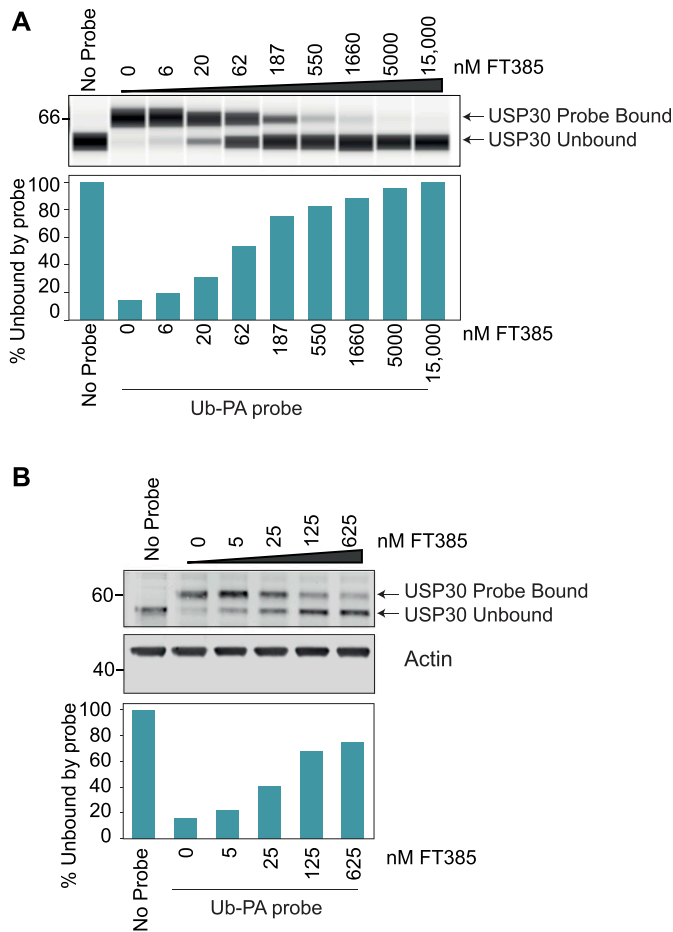 A
No Probe
0
6
20
62
187
550
1660
5000
15,000
nM FT385
66
USP30 Probe Bound
USP30 Unbound
% Unbound by probe
100
80
60
40
20
0
No Probe
0
6
20
62
187
550
1660
5000
15,000
nM FT385
Ub-PA probe
B
No Probe
0
5
25
125
625
nM FT385
60
USP30 Probe Bound
USP30 Unbound
Actin
40
% Unbound by probe
100
80
60
40
20
0
No Probe
0
5
25
125
625
nM FT385
Ub-PA probe